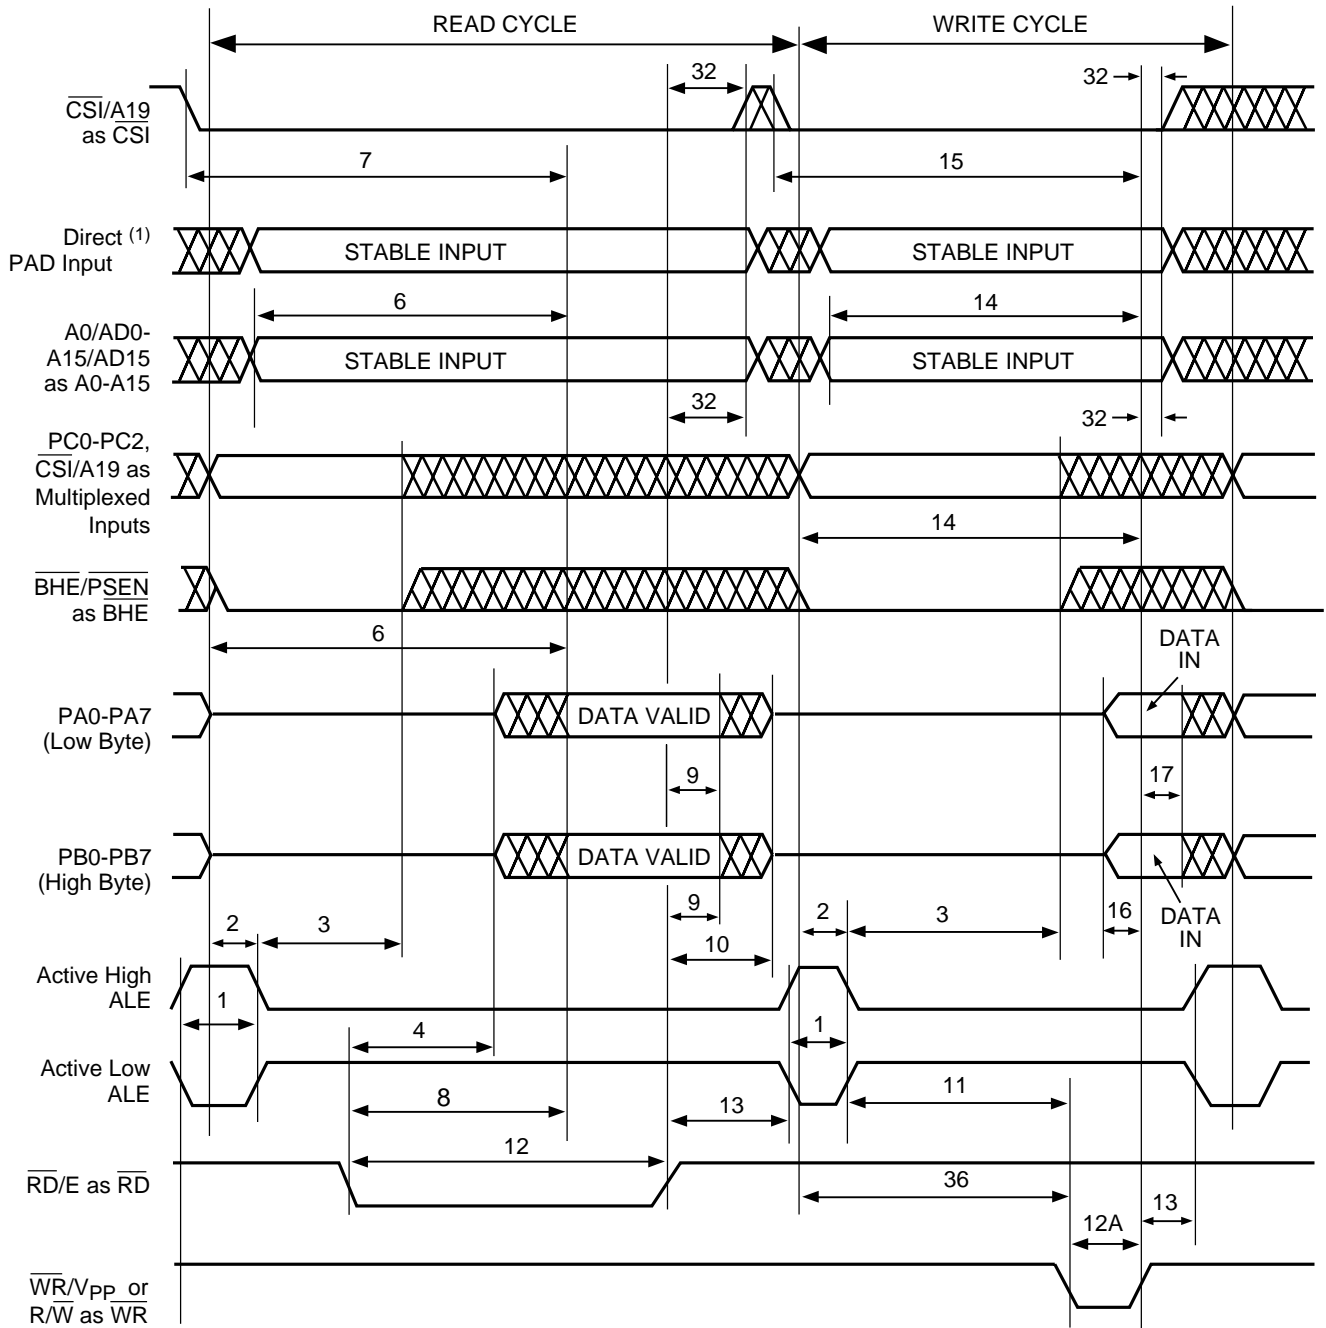 READ CYCLE
WRITE CYCLE
32
32
CSI/A19
as CSI
7
15
Direct (1)
PAD Input
STABLE INPUT
STABLE INPUT
6
14
A0/AD0-
A15/AD15
as A0-A15
STABLE INPUT
STABLE INPUT
32
32
PC0-PC2,
CSI/A19 as
Multiplexed
Inputs
14
BHE/PSEN
as BHE
6
DATA
IN
PA0-PA7
(Low Byte)
DATA VALID
9
17
PB0-PB7
(High Byte)
DATA VALID
9
2
3
2
3
16
DATA
IN
10
Active High
ALE
1
4
1
Active Low
ALE
8
13
11
12
RD/E as RD
36
13
12A
WR/VPP or
R/W as WR